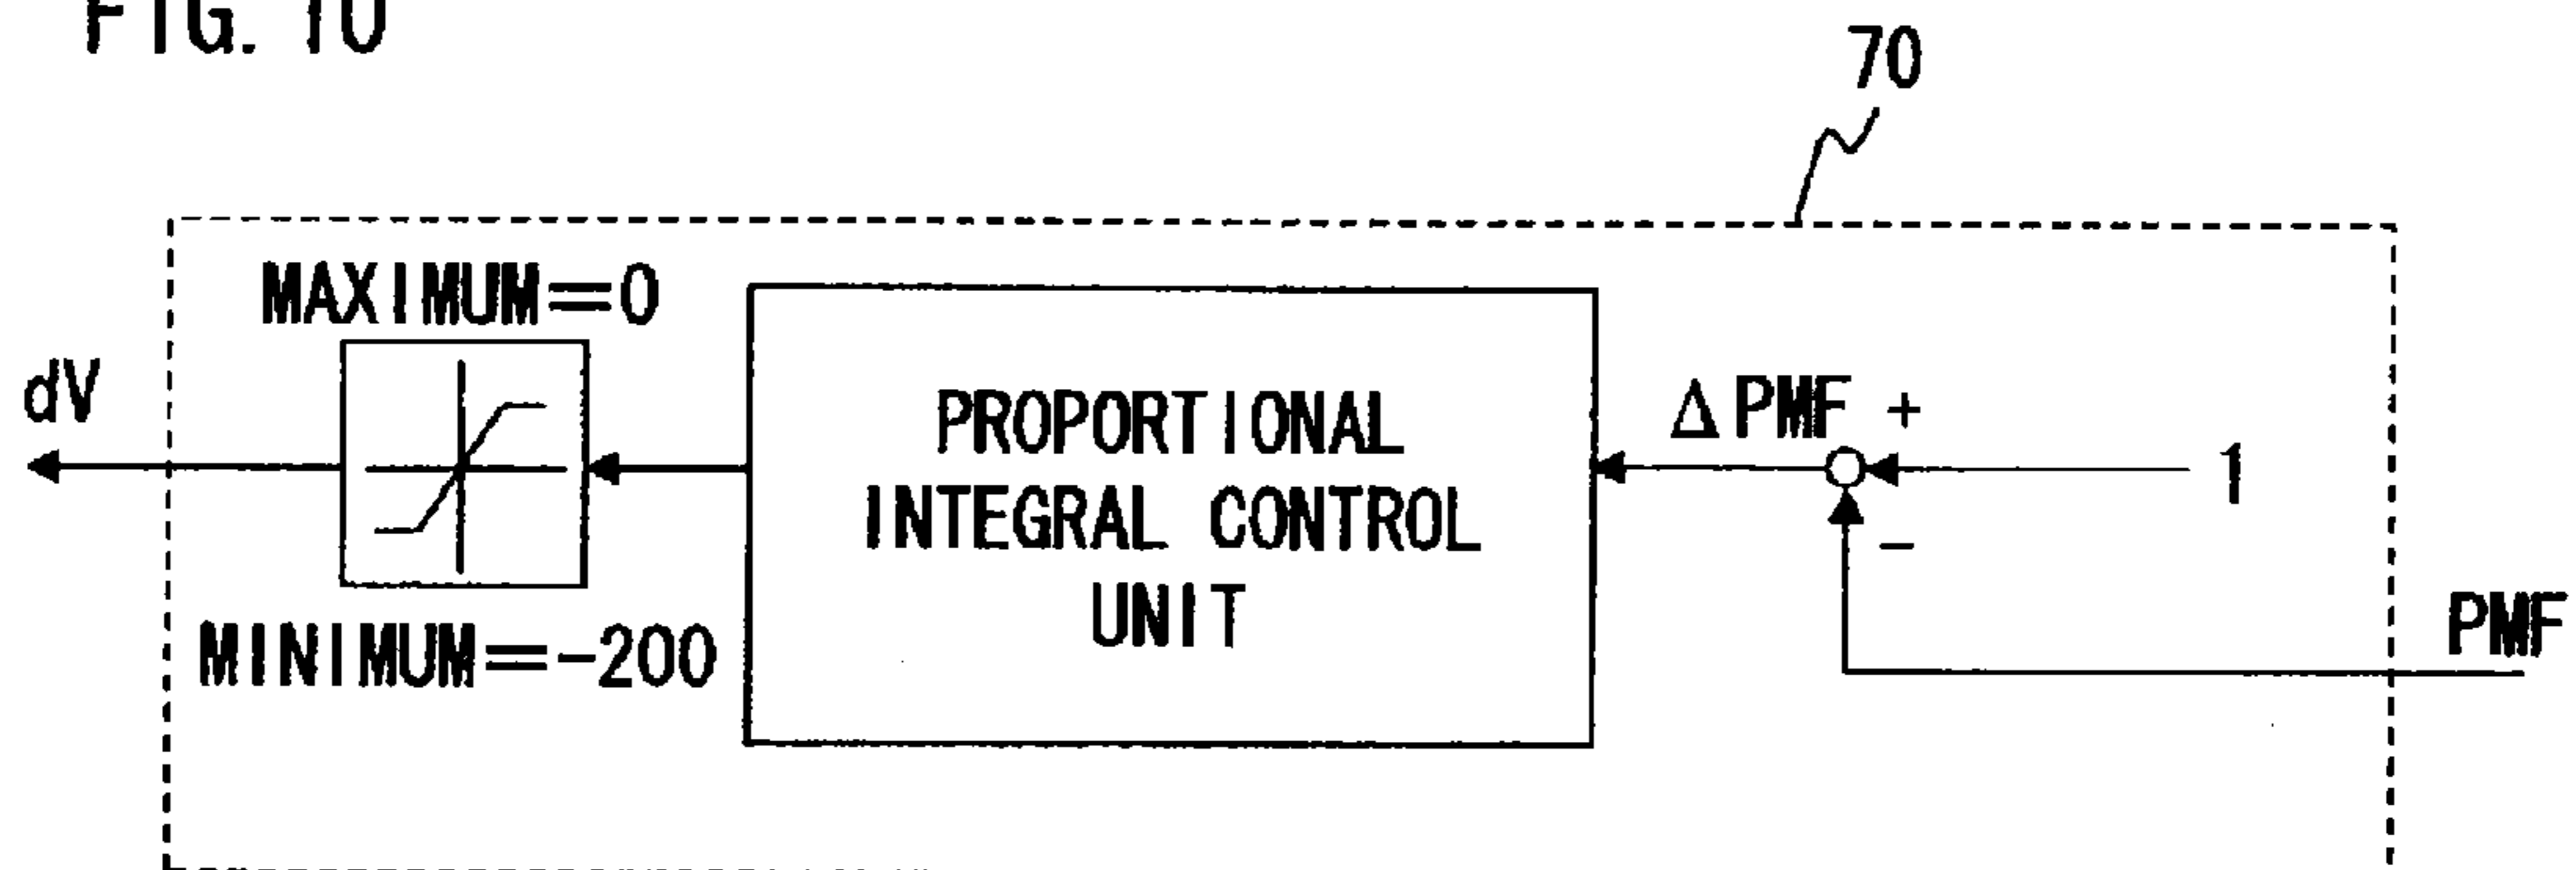 FIG. 10
70
MAXIMUM=0
dV
PROPORTIONAL
INTEGRAL CONTROL
UNIT
ΔPMF +
1
-
MINIMUM=-200
PMF